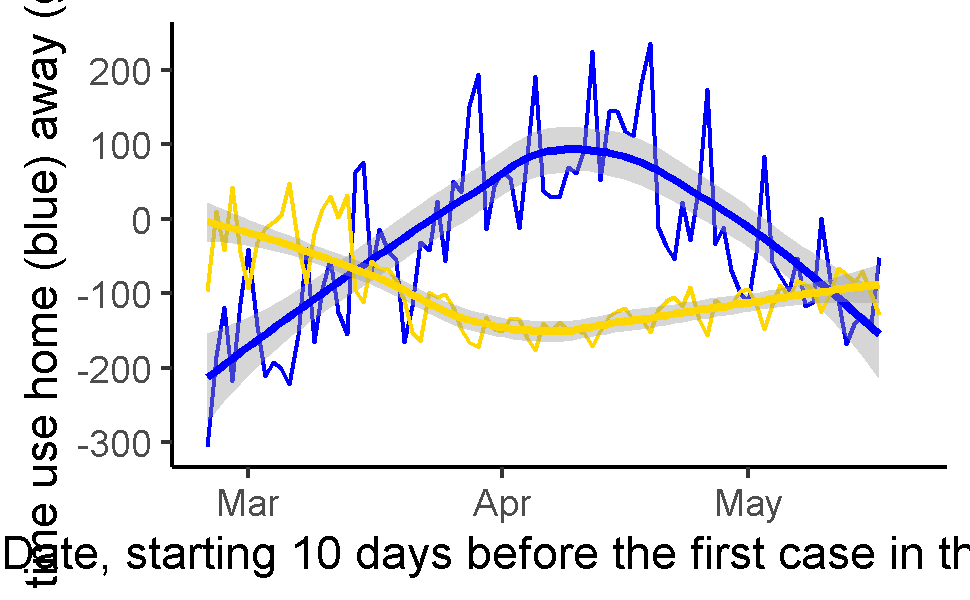 time use home (blue) away (
200
100
0
-100
-200
-300
Mar Apr May
Date, starting 10 days before the first case in th